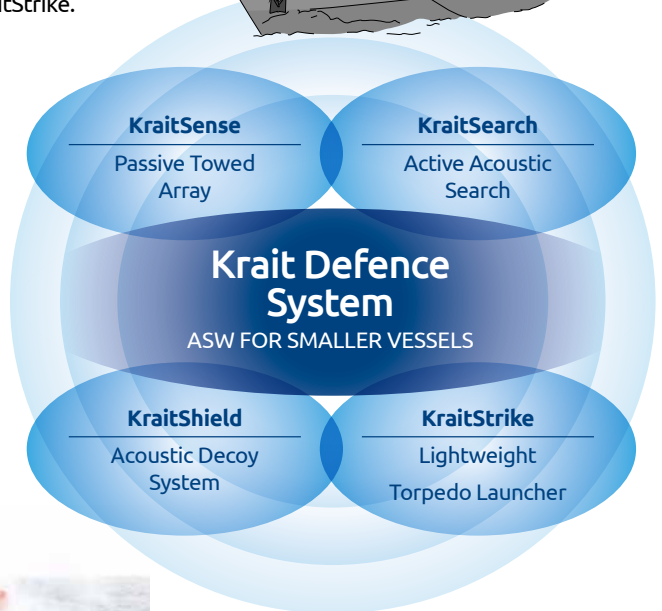 itStrike.
KraitSense
Passive Towed
Array
KraitSearch
Active Acoustic
Search
Krait Defence
System
ASW FOR SMALLER VESSELS
KraitShield
Acoustic Decoy
System
KraitStrike
Lightweight
Torpedo Launcher